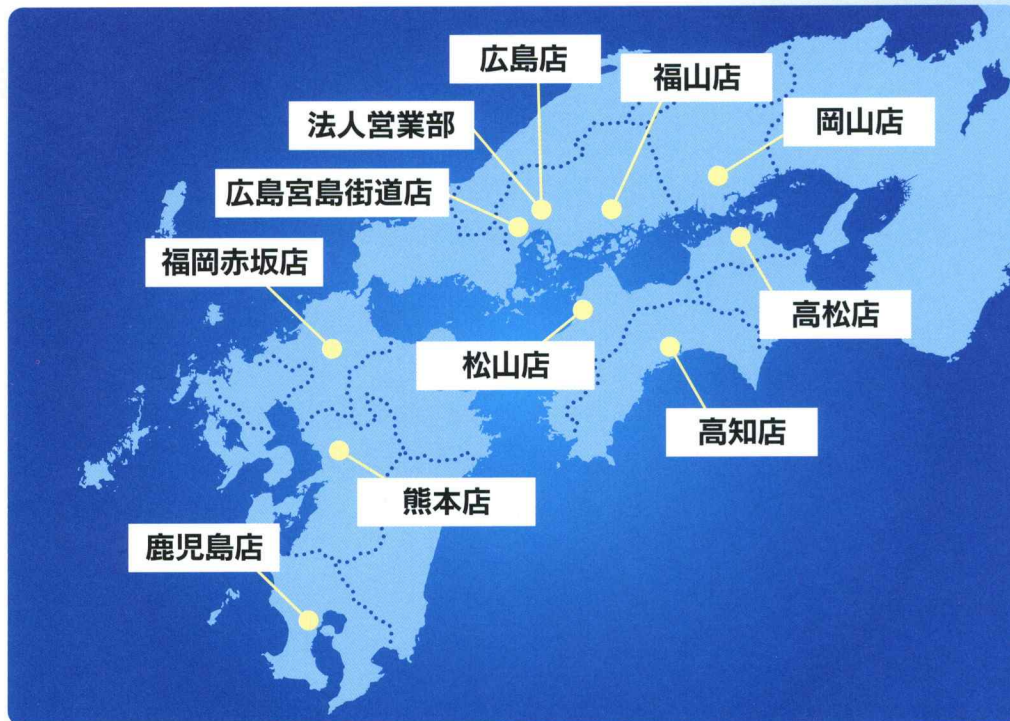 広島店
福山店
法人営業部
岡山店
広島宮島街道店
福岡赤坂店
高松店
松山店
高知店
熊本店
鹿児島店